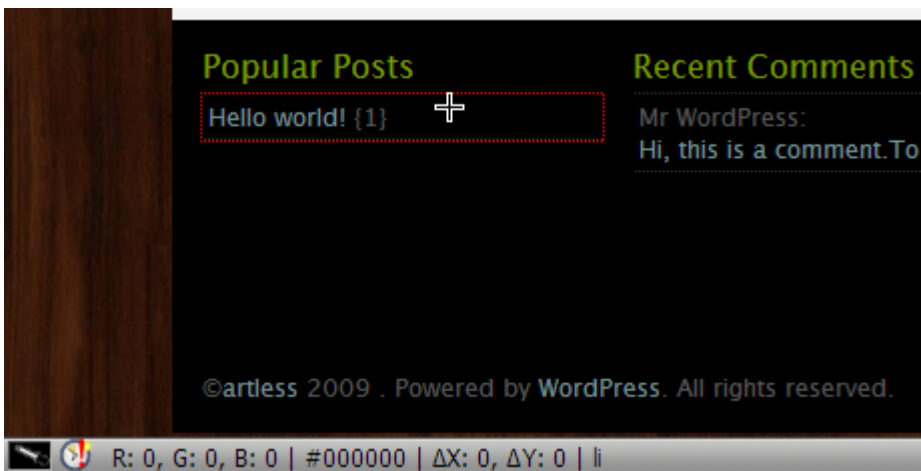 Popular Posts
Hello world! {1}
Recent Comments
Mr WordPress:
Hi, this is a comment.To
©artless 2009 . Powered by WordPress. All rights reserved.
R: 0, G: 0, B: 0 | #000000 | ΔX: 0, ΔY: 0 | li